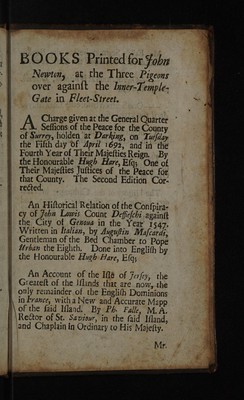 BOOKS Printed for John
Newton, at the Three Pigeons
over againſt the Inner-Temple-
Gate in Fleet-Street.
A Charge given at the General Quarter
Seſſions of the Peace for the County
of Surrey, holden at Darking, on Tueſday
the Fifth day of April 1692, and in the
Fourth Year of Their Majeſties Reign. By
the Honourable Hugh Hare, Eſq; One of
Their Majeſties Juſtices of the Peace for
that County. The Second Edition Cor-
rected.
An Hiſtorical Relation of the Conſpira-
cy of John Lewis Count Deffieſchi againſt
the City of Genoua in the Year 1547.
Written in Italian, by Auguſtin Maſcardi,
Gentleman of the Bed Chamber to Pope
Urban the Eighth. Done into Engliſh by
the Honourable Hugh Hare, Eſq;
An Account of the Iſle of Jerſey, the
Greateſt of the Iſlands that are now, the
only remainder of the Engliſh Dominions
in France, with a New and Accurate Mapp
of the ſaid Iſland. By Ph. Falle, M. A.
Rector of St. Saviour, in the ſaid Iſland,
and Chaplain in Ordinary to His Majeſty.
Mr.